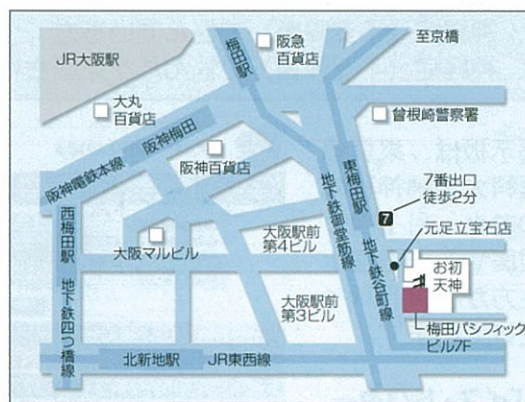 JR大阪駅
梅田駅
阪急
百貨店
至京橋
大丸
百貨店
阪神梅田
阪神電鉄本線
阪神百貨店
曽根崎警察署
東梅田駅
地下鉄御堂筋線
7番出口
徒歩2分
7
元足立宝石店
西梅田駅
地下鉄四つ橋線
大阪マルビル
大阪駅前
第4ビル
地下鉄谷町線
お初
天神
大阪駅前
第3ビル
梅田パシフィック
ビル7F
北新地駅
JR東西線